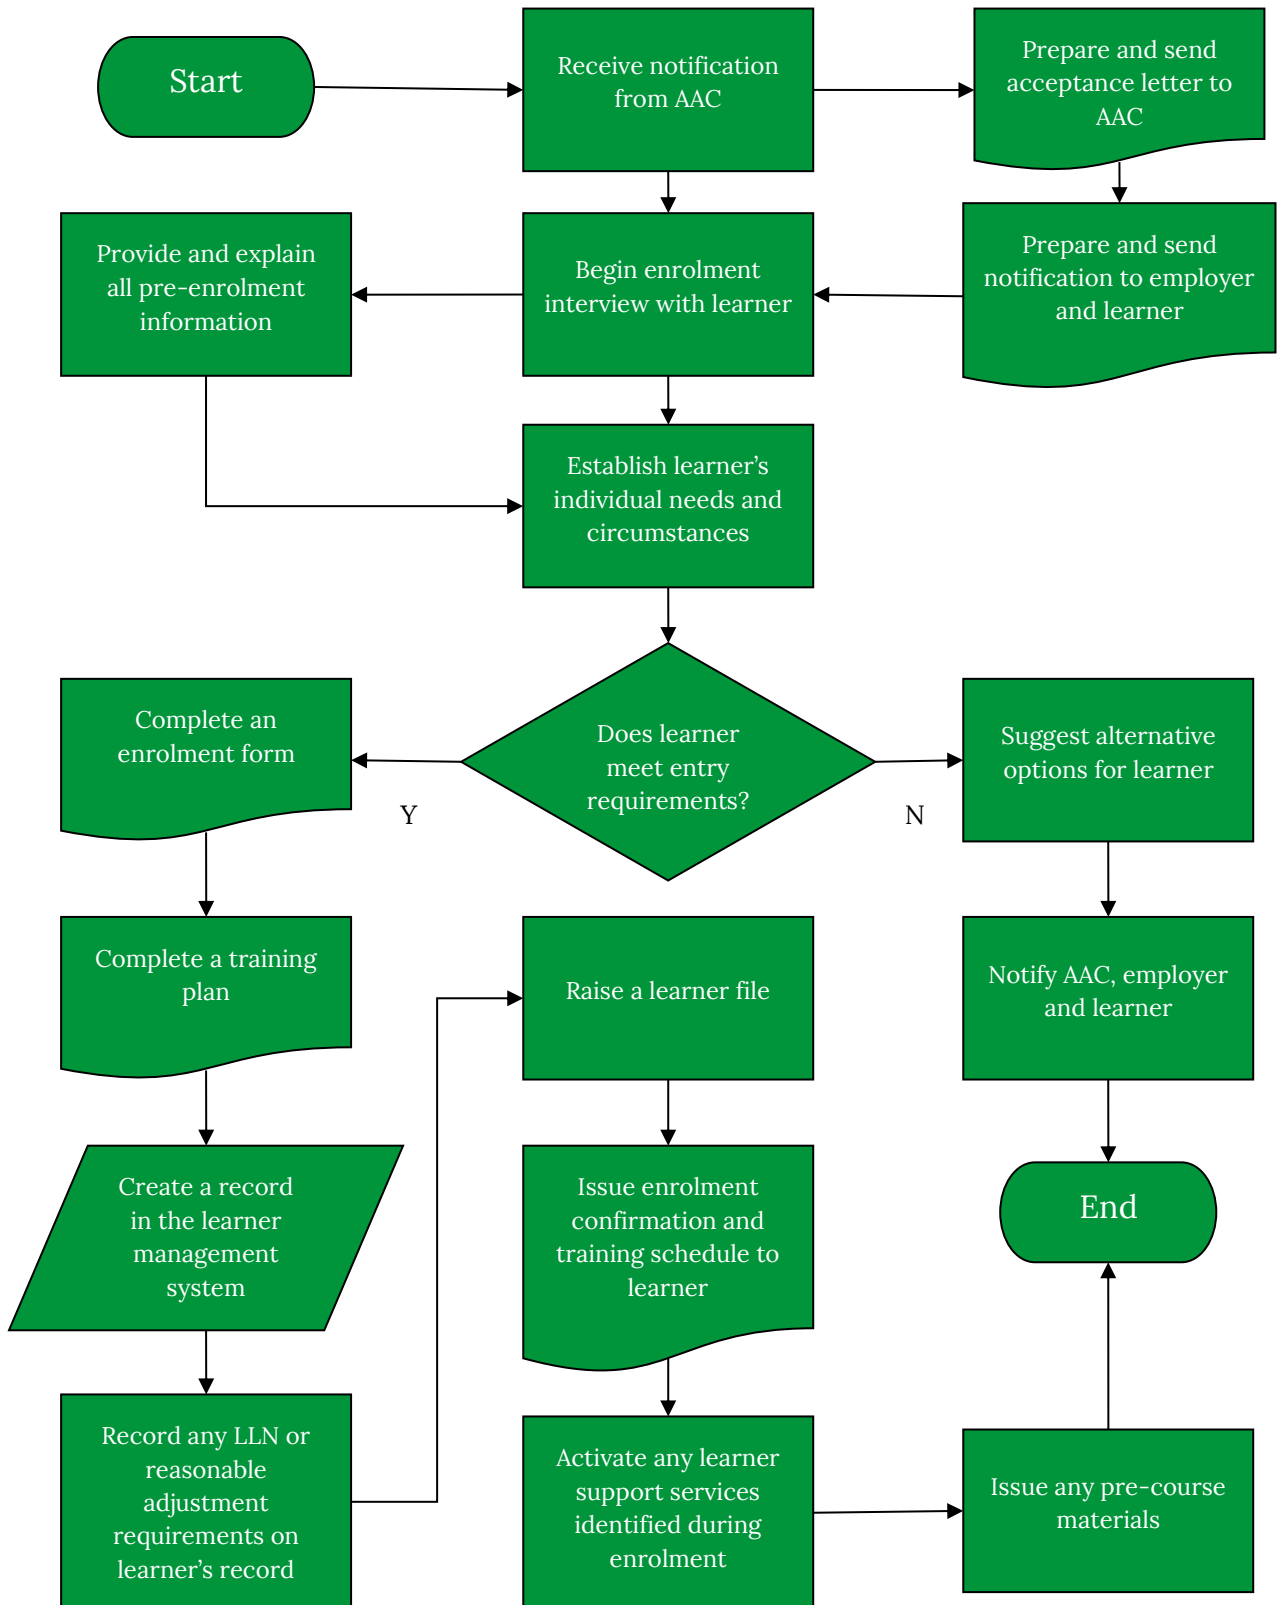 Start
Receive notification
from AAC
Prepare and send
acceptance letter to
AAC
Provide and explain
all pre-enrolment
information
Begin enrolment
interview with learner
Prepare and send
notification to employer
and learner
Establish learner’s
individual needs and
circumstances
Complete an
enrolment form
Does learner
meet entry
requirements?
Suggest alternative
options for learner
Y
N
Complete a training
plan
Raise a learner file
Notify AAC, employer
and learner
Create a record
in the learner
management
system
Issue enrolment
confirmation and
training schedule to
learner
End
Record any LLN or
reasonable
adjustment
requirements on
learner’s record
Activate any learner
support services
identified during
enrolment
Issue any pre-course
materials